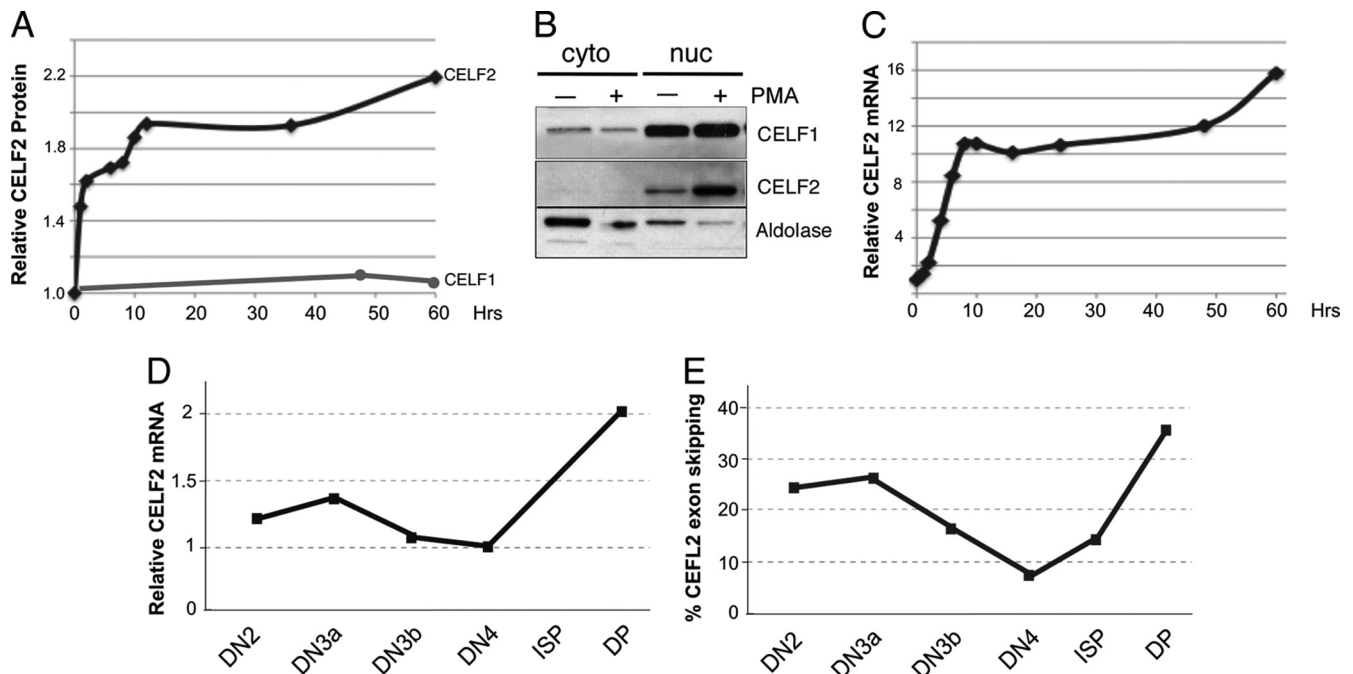 A
Relative CELF2 Protein
2.2
1.8
1.4
1.0
0 10 20 30 40 50 60 Hrs
CELF2
CELF1
B
cyto nuc
— + — + PMA
CELF1
CELF2
Aldolase
C
Relative CELF2 mRNA
16
12
8
4
0 10 20 30 40 50 60 Hrs
D
Relative CELF2 mRNA
2
1.5
1
0
DN2 DN3a DN3b DN4 ISP DP
E
% CEFL2 exon skipping
40
30
20
10
0
DN2 DN3a DN3b DN4 ISP DP